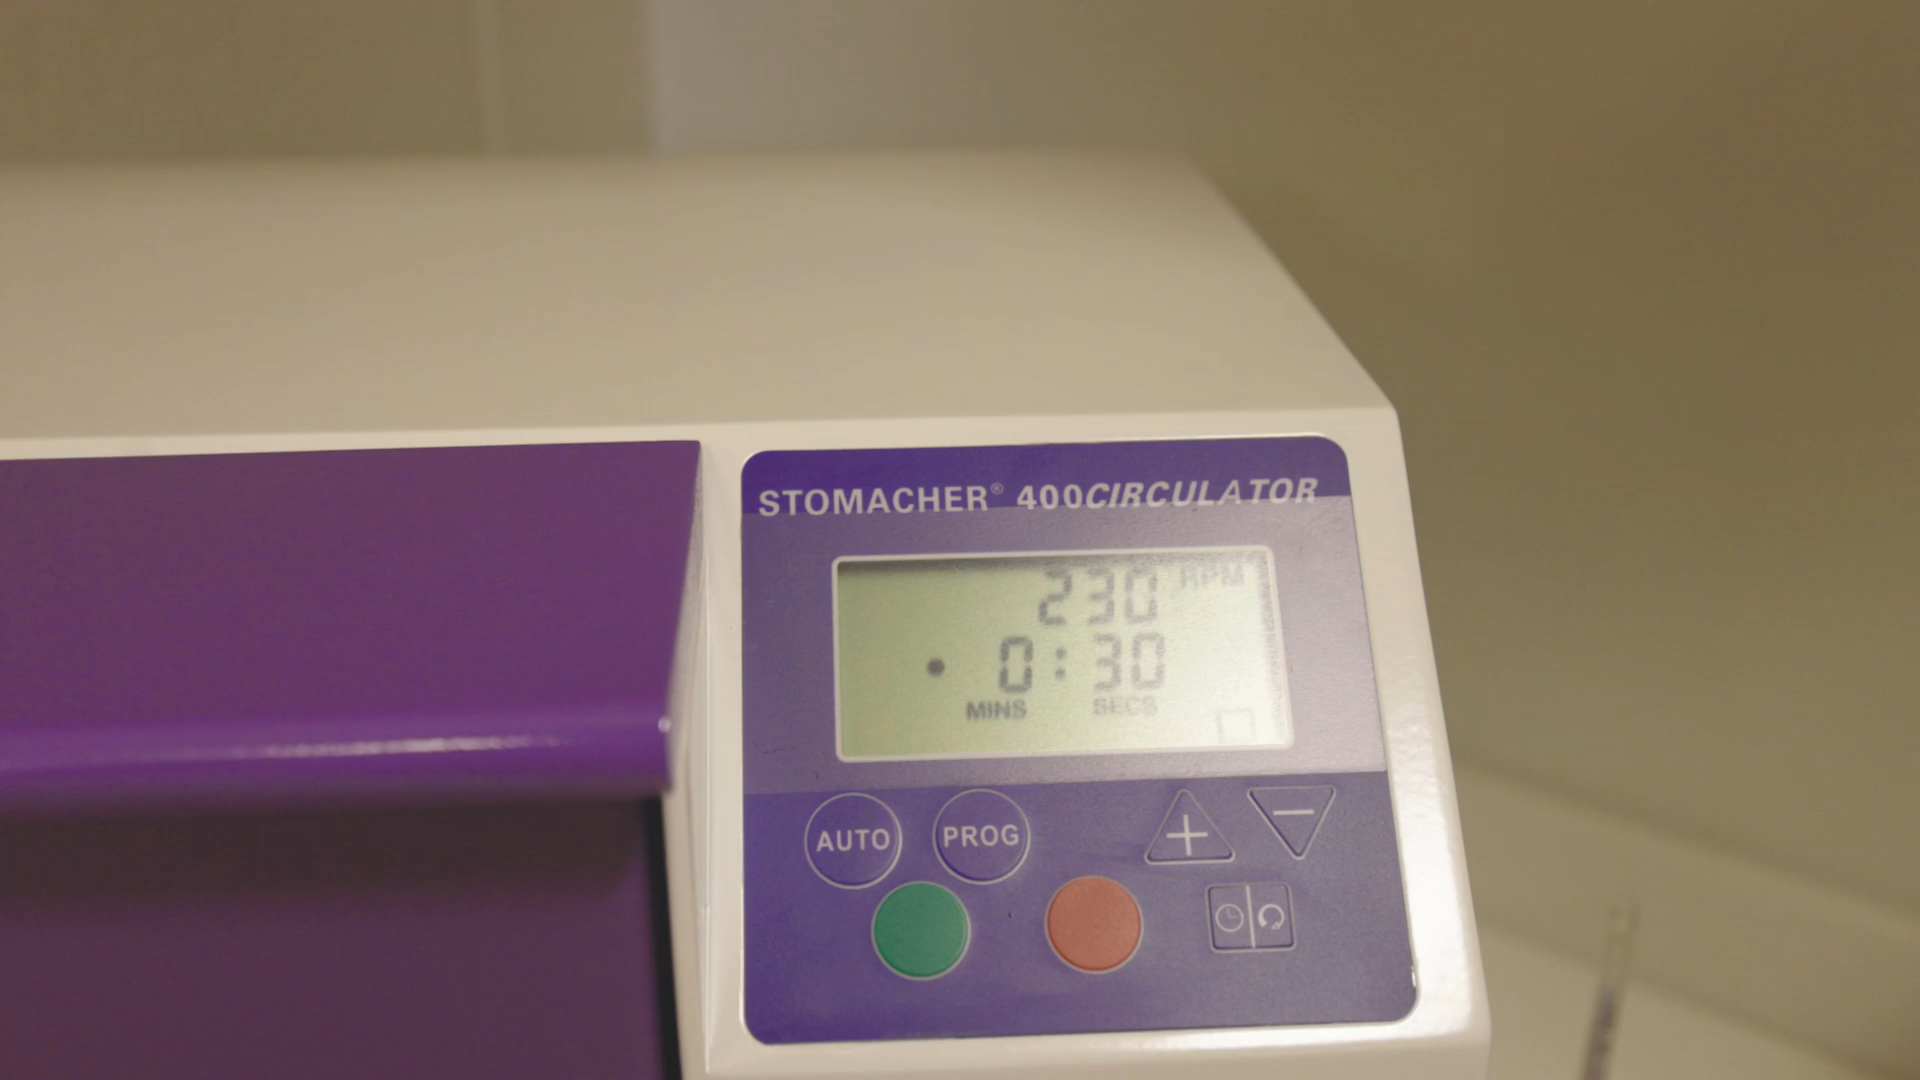 STOMACHER® 400CIRCULATOR
230 RPM
0:30
MINS SECS
AUTO PROG